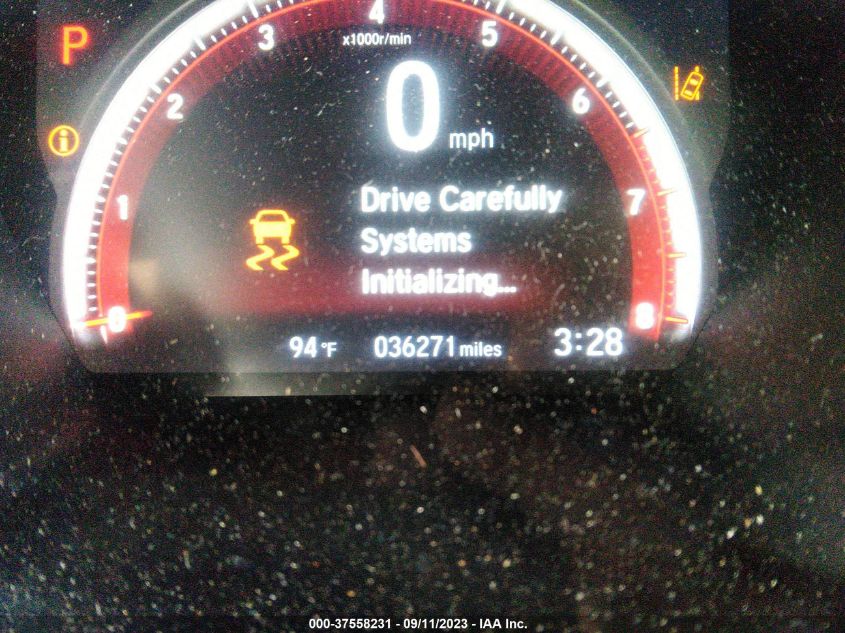 P
4
3
5
x1000r/min
2
6
0 mph
1
7
Drive Carefully
Systems
Initializing...
0
8
94 °F
036271 miles
3:28
000-37558231 - 09/11/2023 - IAA Inc.